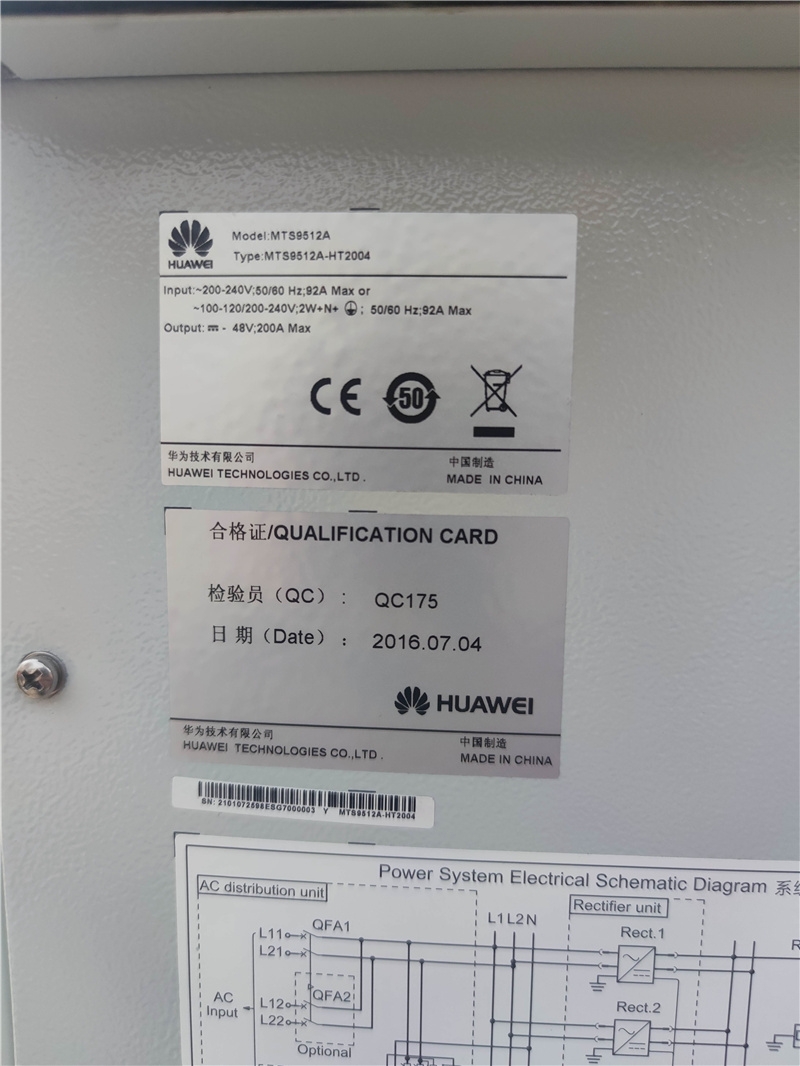 HUAWEI
Model:MTS9512A
Type:MTS9512A-HT2004
Input:~200-240V;50/60 Hz;92A Max or
~100-120/200-240V;2W+N+ ; 50/60 Hz;92A Max
Output: - 48V;200A Max
CE
50
华为技术有限公司
HUAWEI TECHNOLOGIES CO.,LTD.
中国制造
MADE IN CHINA
合格证/QUALIFICATION CARD
检验员（QC）: QC175
日 期（Date）: 2016.07.04
HUAWEI
华为技术有限公司
HUAWEI TECHNOLOGIES CO.,LTD.
中国制造
MADE IN CHINA
SN: 2101072598ESG7000003 Y MTS9512A-HT2004
Power System Electrical Schematic Diagram 系
AC distribution unit
Rectifier unit
L1 L2 N
L11 QFA1
L21
Rect.1
R
AC
Input
L12 QFA2
L22
Optional
Rect.2